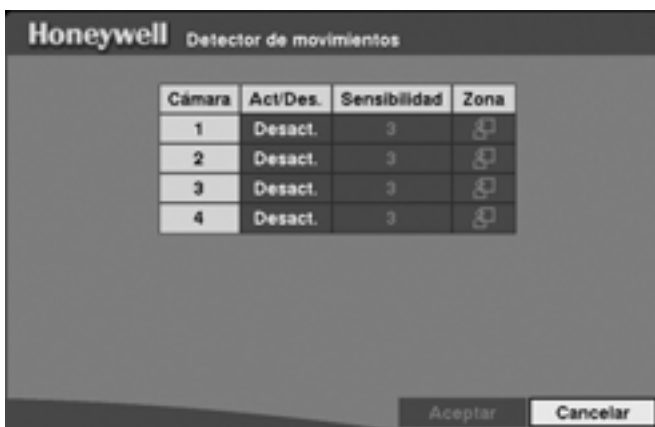 Honeywell Detector de movimientos
Cámara Act/Des. Sensibilidad Zona
1 Desact. 3
2 Desact. 3
3 Desact. 3
4 Desact. 3
Aceptar Cancelar